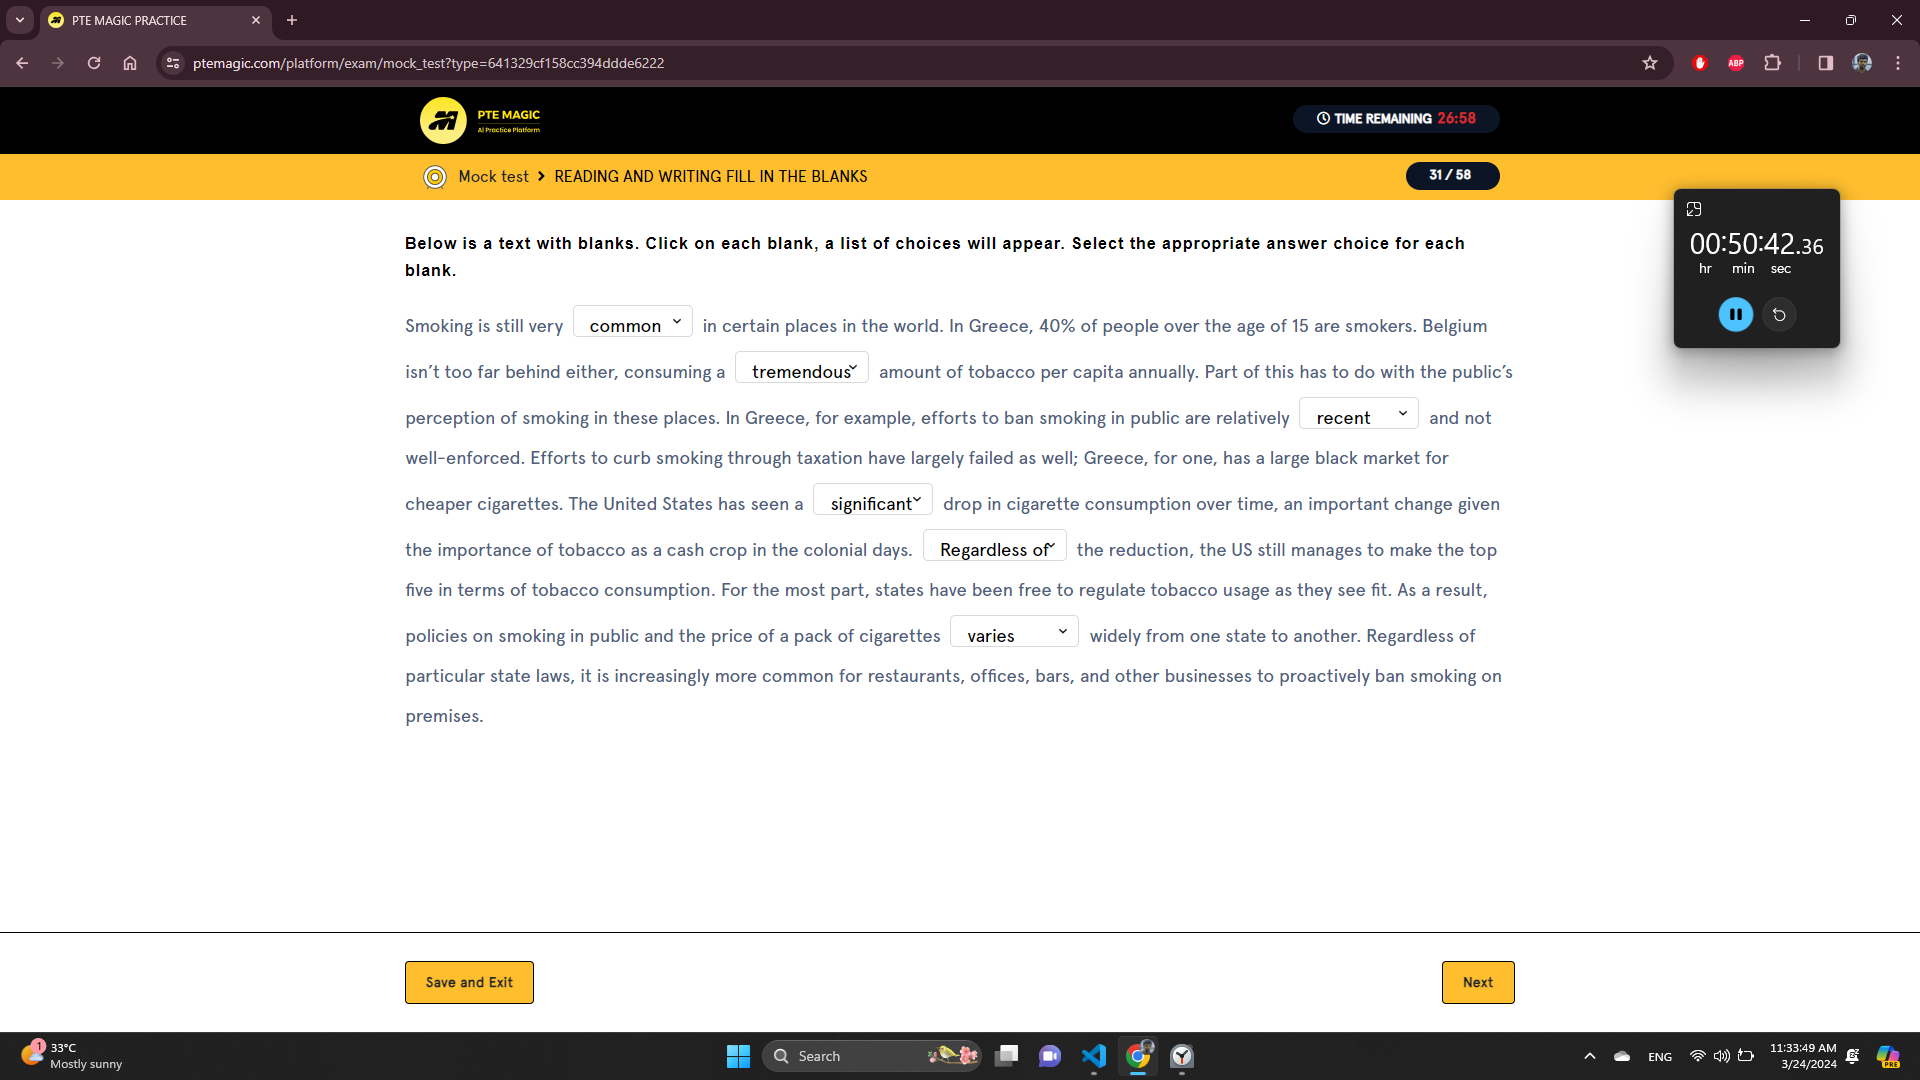 PTE MAGIC PRACTICE
ptemagic.com/platform/exam/mock_test?type=641329cf158cc394ddde6222
ABP
PTE MAGIC
AI Practice Platform
TIME REMAINING 26:58
Mock test > READING AND WRITING FILL IN THE BLANKS
31 / 58
00:50:42.36
hr min sec
Below is a text with blanks. Click on each blank, a list of choices will appear. Select the appropriate answer choice for each
blank.
Smoking is still very common in certain places in the world. In Greece, 40% of people over the age of 15 are smokers. Belgium
isn’t too far behind either, consuming a tremendous amount of tobacco per capita annually. Part of this has to do with the public’s
perception of smoking in these places. In Greece, for example, efforts to ban smoking in public are relatively recent and not
well-enforced. Efforts to curb smoking through taxation have largely failed as well; Greece, for one, has a large black market for
cheaper cigarettes. The United States has seen a significant drop in cigarette consumption over time, an important change given
the importance of tobacco as a cash crop in the colonial days. Regardless of the reduction, the US still manages to make the top
five in terms of tobacco consumption. For the most part, states have been free to regulate tobacco usage as they see fit. As a result,
policies on smoking in public and the price of a pack of cigarettes varies widely from one state to another. Regardless of
particular state laws, it is increasingly more common for restaurants, offices, bars, and other businesses to proactively ban smoking on
premises.
Save and Exit
Next
1
33°C
Mostly sunny
Search
ENG
11:33:49 AM
3/24/2024
PRE